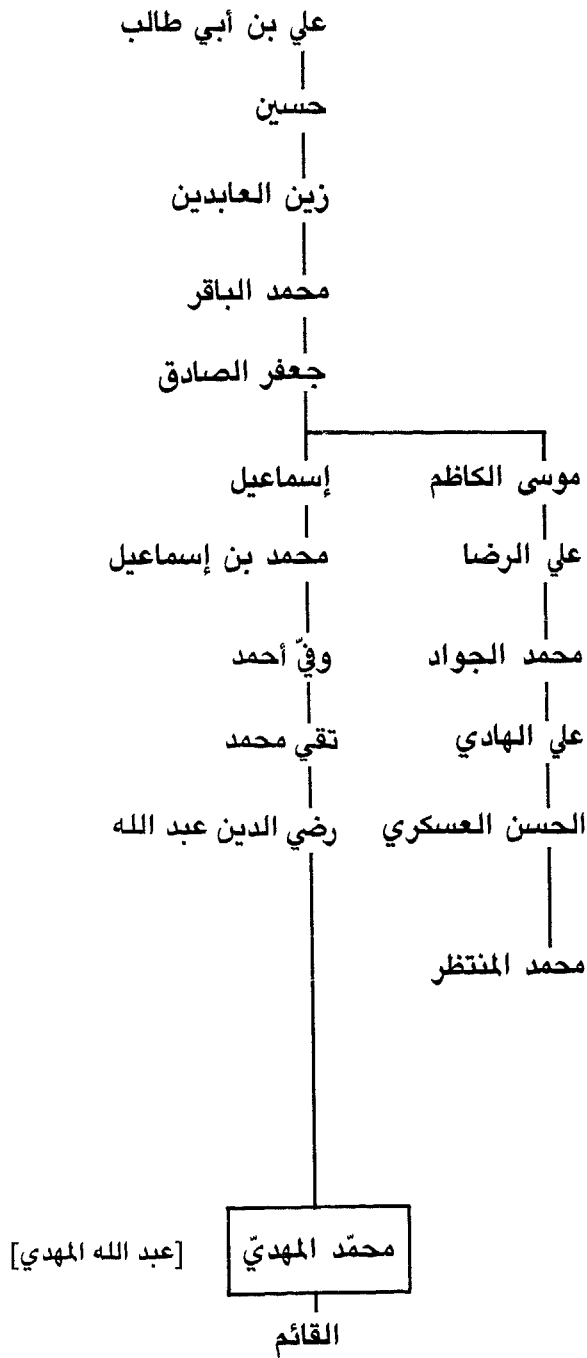 علي بن أبي طالب
حسين
زين العابدين
محمد الباقر
جعفر الصادق
موسى الكاظم إسماعيل
علي الرضا محمد بن إسماعيل
محمد الجواد وفيّ أحمد
علي الهادي تقي محمد
الحسن العسكري رضي الدين عبد الله
محمد المنتظر
محمّد المهديّ [عبد الله المهدي]
القائم